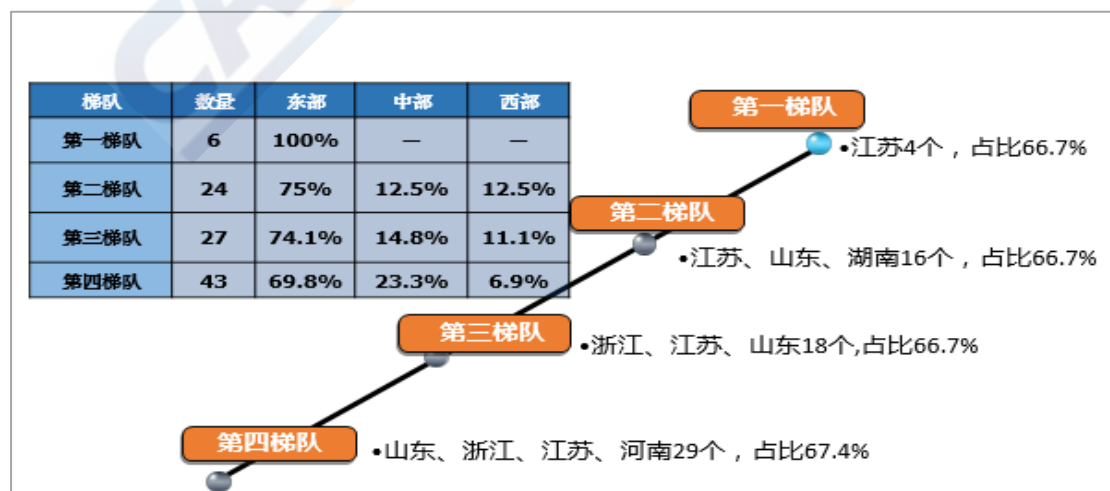 梯队 数量 东部 中部 西部
第一梯队 6 100% — —
第二梯队 24 75% 12.5% 12.5%
第三梯队 27 74.1% 14.8% 11.1%
第四梯队 43 69.8% 23.3% 6.9%
第一梯队
•江苏4个，占比66.7%
第二梯队
•江苏、山东、湖南16个，占比66.7%
第三梯队
•浙江、江苏、山东18个,占比66.7%
第四梯队
•山东、浙江、江苏、河南29个，占比67.4%